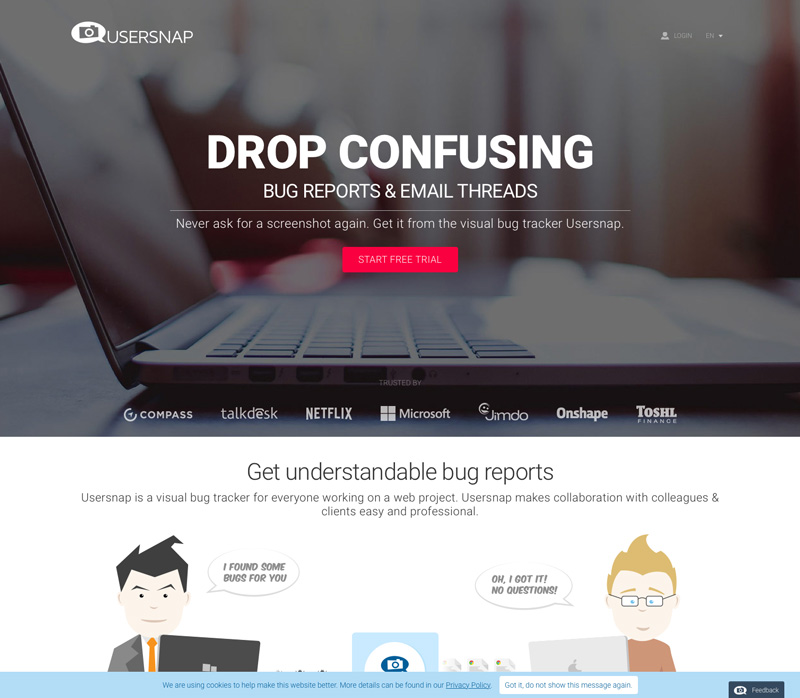 USERSNAP
LOGIN
EN
DROP CONFUSING
BUG REPORTS & EMAIL THREADS
Never ask for a screenshot again. Get it from the visual bug tracker Usersnap.
START FREE TRIAL
TRUSTED BY
COMPASS
talkdesk
NETFLIX
Microsoft
Jimdo
Onshape
TOSHL
FINANCE
Get understandable bug reports
Usersnap is a visual bug tracker for everyone working on a web project. Usersnap makes collaboration with colleagues &
clients easy and professional.
I FOUND SOME
BUGS FOR YOU
OH, I GOT IT!
NO QUESTIONS!
We are using cookies to help make this website better. More details can be found in our Privacy Policy.
Got it, do not show this message again.
Feedback